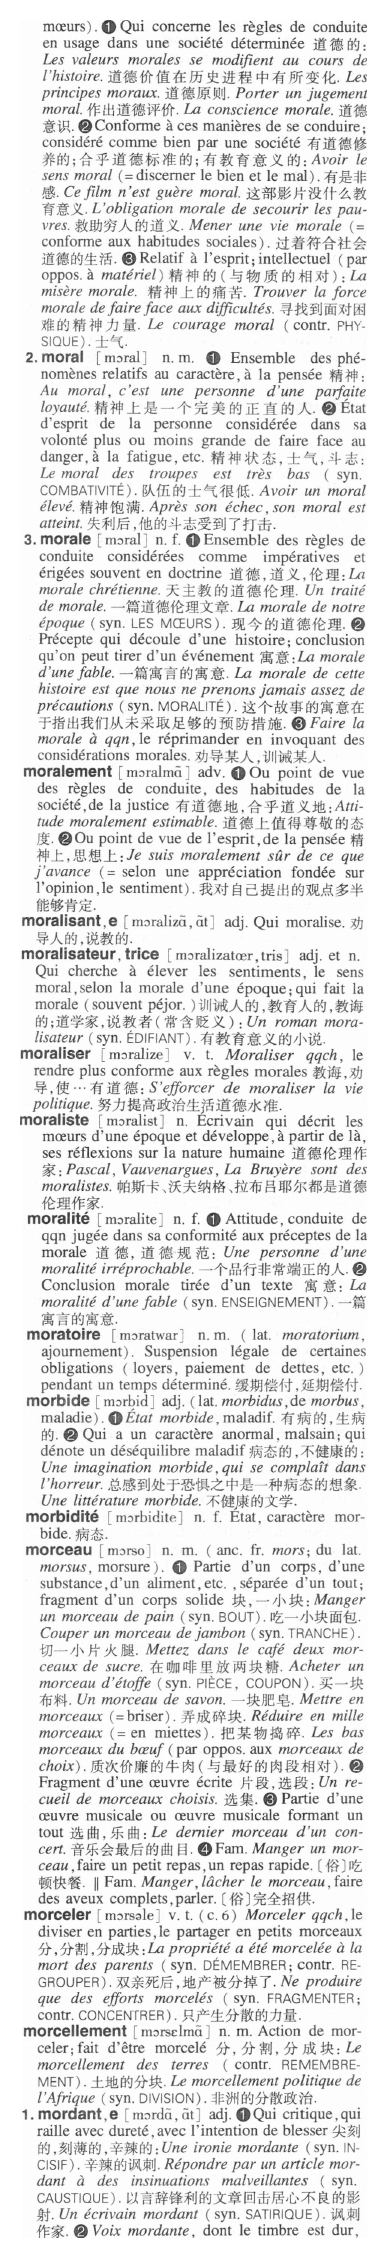 mœurs). ❶ Qui concerne les règles de conduite
en usage dans une société déterminée 道德的:
Les valeurs morales se modifient au cours de
l'histoire. 道德价值在历史进程中有所变化. Les
principes moraux. 道德原则. Porter un jugement
moral. 作出道德评价. La conscience morale. 道德
意识. ❷ Conforme à ces manières de se conduire;
considéré comme bien par une société 有道德修
养的;合乎道德标准的;有教育意义的: Avoir le
sens moral (= discerner le bien et le mal). 有是非
感. Ce film n'est guère moral. 这部影片没什么教
育意义. L'obligation morale de secourir les pau-
vres. 救助穷人的道义. Mener une vie morale (=
conforme aux habitudes sociales). 过着符合社会
道德的生活. ❸ Relatif à l'esprit; intellectuel (par
oppos. à matériel) 精神的(与物质的相对): La
misère morale. 精神上的痛苦. Trouver la force
morale de faire face aux difficultés. 寻找到面对困
难的精神力量. Le courage moral (contr. PHY-
SIQUE). 士气.
2. moral [mɔral] n. m. ❶ Ensemble des phé-
nomènes relatifs au caractère, à la pensée 精神:
Au moral, c'est une personne d'une parfaite
loyauté. 精神上是一个完美的正直的人. ❷ État
d'esprit de la personne considérée dans sa
volonté plus ou moins grande de faire face au
danger, à la fatigue, etc. 精神状态,士气,斗志:
Le moral des troupes est très bas (syn.
COMBATIVITÉ). 队伍的士气很低. Avoir un moral
élevé. 精神饱满. Après son échec, son moral est
atteint. 失利后,他的斗志受到了打击.
3. morale [mɔral] n. f. ❶ Ensemble des règles de
conduite considérées comme impératives et
érigées souvent en doctrine 道德,道义,伦理: La
morale chrétienne. 天主教的道德伦理. Un traité
de morale. 一篇道德伦理文章. La morale de notre
époque (syn. LES MŒURS). 现今的道德伦理. ❷
Précepte qui découle d'une histoire; conclusion
qu'on peut tirer d'un événement 寓意: La morale
d'une fable. 一篇寓言的寓意. La morale de cette
histoire est que nous ne prenons jamais assez de
précautions (syn. MORALITÉ). 这个故事的寓意在
于指出我们从未采取足够的预防措施. ❸ Faire la
morale à qqn, le réprimander en invoquant des
considérations morales. 劝导某人,训诫某人.
moralement [mɔralmɑ̃] adv. ❶ Ou point de vue
des règles de conduite, des habitudes de la
société, de la justice 有道德地,合乎道义地: Atti-
tude moralement estimable. 道德上值得尊敬的态
度. ❷ Ou point de vue de l'esprit, de la pensée 精
神上,思想上: Je suis moralement sûr de ce que
j'avance (= selon une appréciation fondée sur
l'opinion, le sentiment). 我对自己提出的观点多半
能够肯定.
moralisant, e [mɔralizɑ̃, ɑ̃t] adj. Qui moralise. 劝
导人的,说教的.
moralisateur, trice [mɔralizatœr, tris] adj. et n.
Qui cherche à élever les sentiments, le sens
moral, selon la morale d'une époque; qui fait la
morale (souvent péjor.) 训诫人的,教育人的,教诲
的;道学家,说教者(常含贬义): Un roman mora-
lisateur (syn. ÉDIFIANT). 有教育意义的小说.
moraliser [mɔralize] v. t. Moraliser qqch, le
rendre plus conforme aux règles morales 教诲,劝
导,使…有道德: S'efforcer de moraliser la vie
politique. 努力提高政治生活道德水准.
moraliste [mɔralist] n. Écrivain qui décrit les
mœurs d'une époque et développe, à partir de là,
ses réflexions sur la nature humaine 道德伦理作
家: Pascal, Vauvenargues, La Bruyère sont des
moralistes. 帕斯卡、沃夫纳格、拉布吕耶尔都是道德
伦理作家.
moralité [mɔralite] n. f. ❶ Attitude, conduite de
qqn jugée dans sa conformité aux préceptes de la
morale 道德,道德规范: Une personne d'une
moralité irréprochable. 一个品行非常端正的人. ❷
Conclusion morale tirée d'un texte 寓意: La
moralité d'une fable (syn. ENSEIGNEMENT). 一篇
寓言的寓意.
moratoire [mɔratwar] n. m. (lat. moratorium,
ajournement). Suspension légale de certaines
obligations (loyers, paiement de dettes, etc.)
pendant un temps déterminé. 缓期偿付,延期偿付.
morbide [mɔrbid] adj. (lat. morbidus, de morbus,
maladie). ❶ État morbide, maladif. 有病的,生病
的. ❷ Qui a un caractère anormal, malsain; qui
dénote un déséquilibre maladif 病态的,不健康的:
Une imagination morbide, qui se complaît dans
l'horreur. 总感到处于恐惧之中是一种病态的想象.
Une littérature morbide. 不健康的文学.
morbidité [mɔrbidite] n. f. État, caractère mor-
bide. 病态.
morceau [mɔrso] n. m. (anc. fr. mors; du lat.
morsus, morsure). ❶ Partie d'un corps, d'une
substance, d'un aliment, etc., séparée d'un tout;
fragment d'un corps solide 块,一小块: Manger
un morceau de pain (syn. BOUT). 吃一小块面包.
Couper un morceau de jambon (syn. TRANCHE).
切一小片火腿. Mettez dans le café deux mor-
ceaux de sucre. 在咖啡里放两块糖. Acheter un
morceau d'étoffe (syn. PIÈCE, COUPON). 买一块
布料. Un morceau de savon. 一块肥皂. Mettre en
morceaux (= briser). 弄成碎块. Réduire en mille
morceaux (= en miettes). 把某物捣碎. Les bas
morceaux du bœuf (par oppos. aux morceaux de
choix). 质次价廉的牛肉(与最好的肉段相对). ❷
Fragment d'une œuvre écrite 片段,选段: Un re-
cueil de morceaux choisis. 选集. ❸ Partie d'une
œuvre musicale ou œuvre musicale formant un
tout 选曲,乐曲: Le dernier morceau d'un con-
cert. 音乐会最后的曲目. ❹ Fam. Manger un mor-
ceau, faire un petit repas, un repas rapide. 〔俗〕吃
顿快餐. ‖ Fam. Manger, lâcher le morceau, faire
des aveux complets, parler. 〔俗〕完全招供.
morceler [mɔrsəle] v. t. (c. 6) Morceler qqch, le
diviser en parties, le partager en petits morceaux
分,分割,分成块: La propriété a été morcelée à la
mort des parents (syn. DÉMEMBRER; contr. RE-
GROUPER). 双亲死后,地产被分掉了. Ne produire
que des efforts morcelés (syn. FRAGMENTER;
contr. CONCENTRER). 只产生分散的力量.
morcellement [mɔrsɛlmɑ̃] n. m. Action de mor-
celer; fait d'être morcelé 分,分割,分成块: Le
morcellement des terres (contr. REMEMBRE-
MENT). 土地的分块. Le morcellement politique de
l'Afrique (syn. DIVISION). 非洲的分散政治.
1. mordant, e [mɔrdɑ̃, ɑ̃t] adj. ❶ Qui critique, qui
raille avec dureté, avec l'intention de blesser 尖刻
的,刻薄的,辛辣的: Une ironie mordante (syn. IN-
CISIF). 辛辣的讽刺. Répondre par un article mor-
dant à des insinuations malveillantes (syn.
CAUSTIQUE). 以言辞锋利的文章回击居心不良的影
射. Un écrivain mordant (syn. SATIRIQUE). 讽刺
作家. ❷ Voix mordante, dont le timbre est dur,